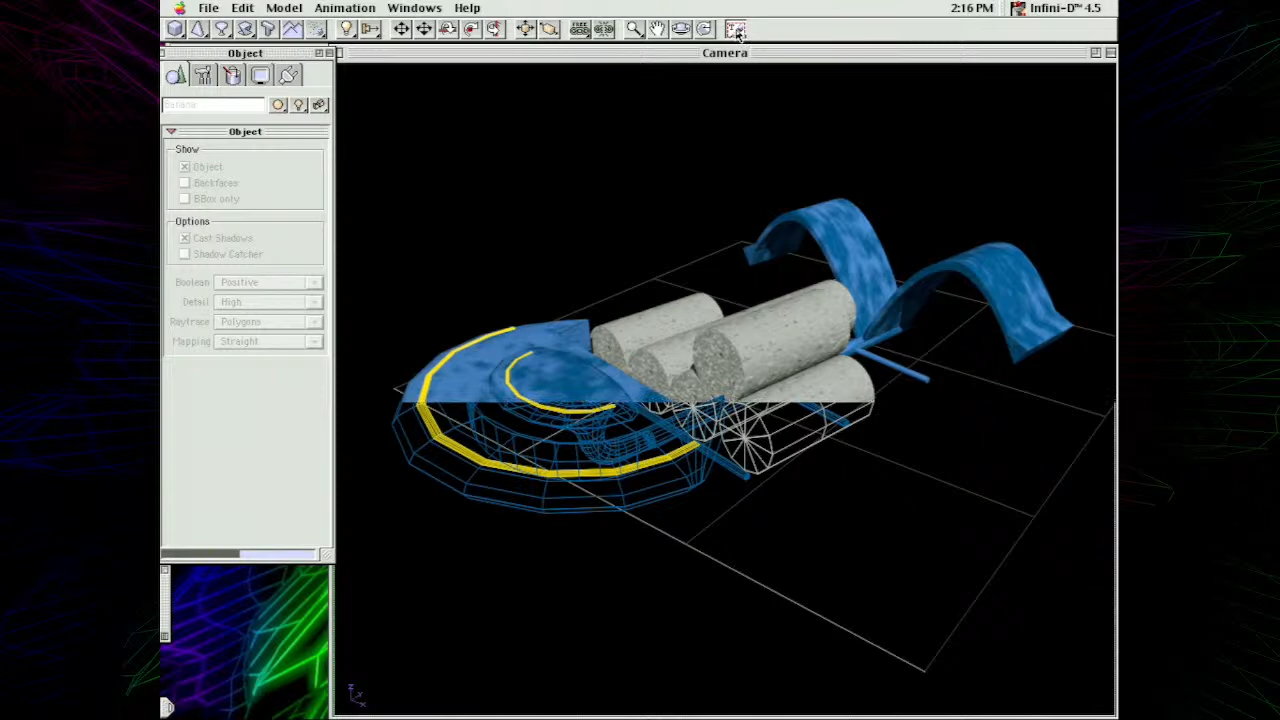 File Edit Model Animation Windows Help 2:16 PM Infini-D™ 4.5
Object
Camera
Object
Show
Object
Backfaces
BBox only
Options
Cast Shadows
Shadow Catcher
Boolean Positive
Detail High
Raytrace Polygons
Mapping Straight
Z
Y
X